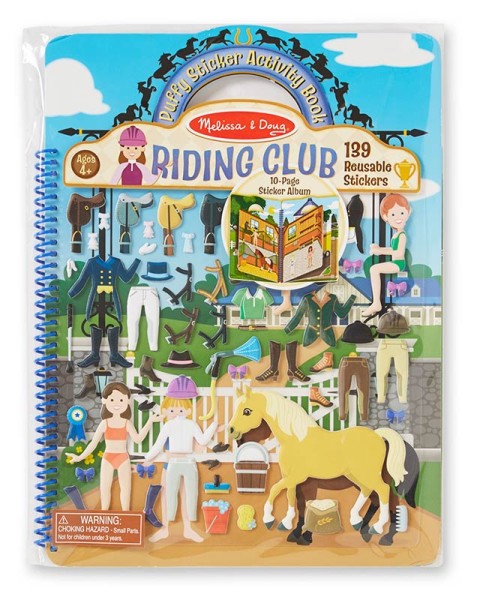 Puffy Sticker Activity Book
Melissa & Doug®
Ages
4+
RIDING CLUB
139
Reusable
Stickers
10-Page
Sticker Album
WARNING:
CHOKING HAZARD - Small Parts.
Not for children under 3 years.